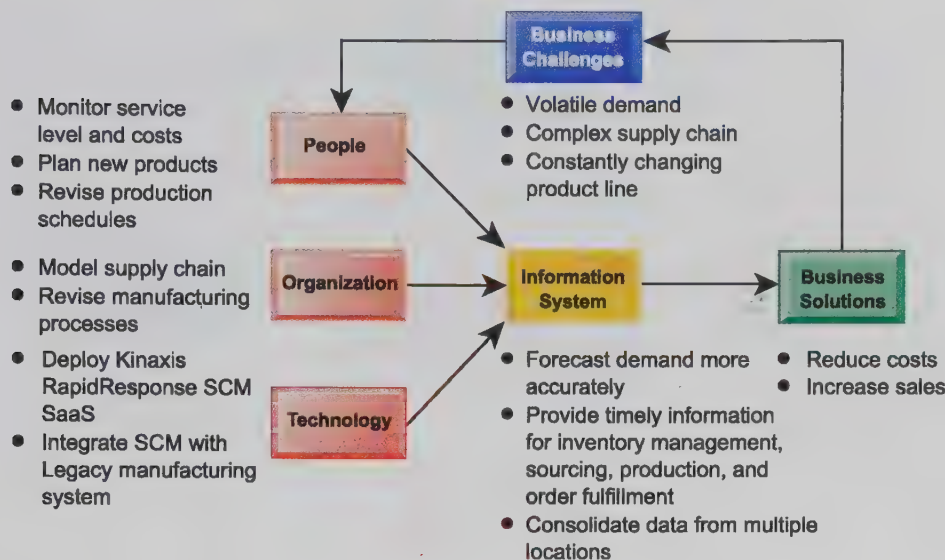 Business
Challenges
• Volatile demand
• Complex supply chain
• Constantly changing
product line
• Monitor service
level and costs
• Plan new products
• Revise production
schedules
People
• Model supply chain
• Revise manufacturing
processes
Organization
• Deploy Kinaxis
RapidResponse SCM
SaaS
• Integrate SCM with
Legacy manufacturing
system
Technology
Information
System
• Forecast demand more
accurately
• Provide timely information
for inventory management,
sourcing, production, and
order fulfillment
• Consolidate data from multiple
locations
Business
Solutions
• Reduce costs
• Increase sales